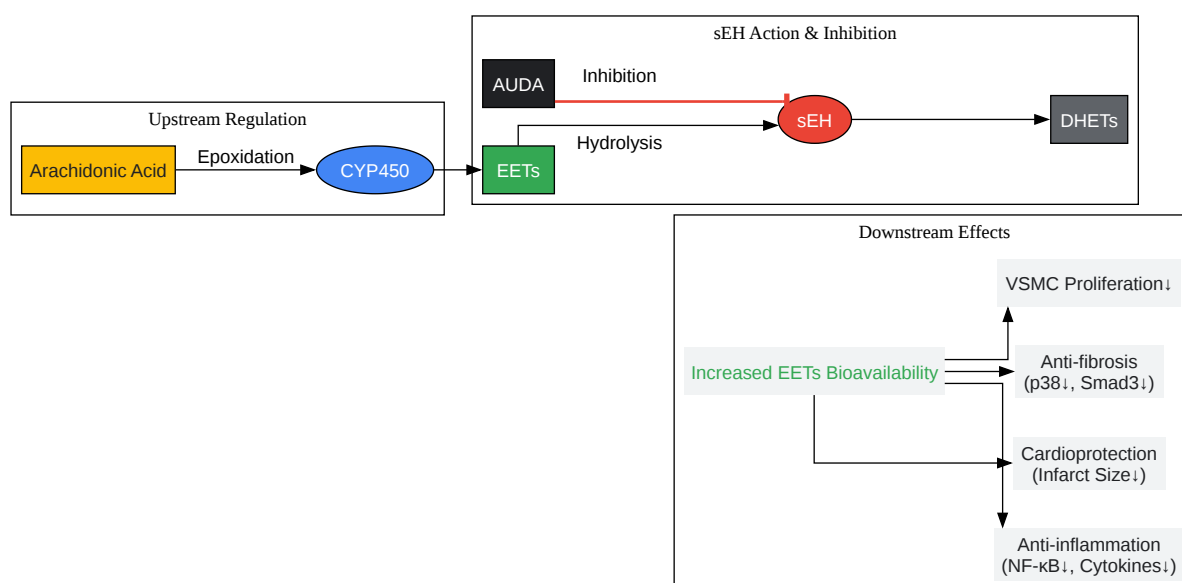 sEH Action & Inhibition
AUDA
Inhibition
sEH
DHETs
Upstream Regulation
Hydrolysis
Arachidonic Acid
Epoxidation
CYP450
EETs
Downstream Effects
VSMC Proliferation↓
Increased EETs Bioavailability
Anti-fibrosis
(p38↓, Smad3↓)
Cardioprotection
(Infarct Size↓)
Anti-inflammation
(NF-κB↓, Cytokines↓)